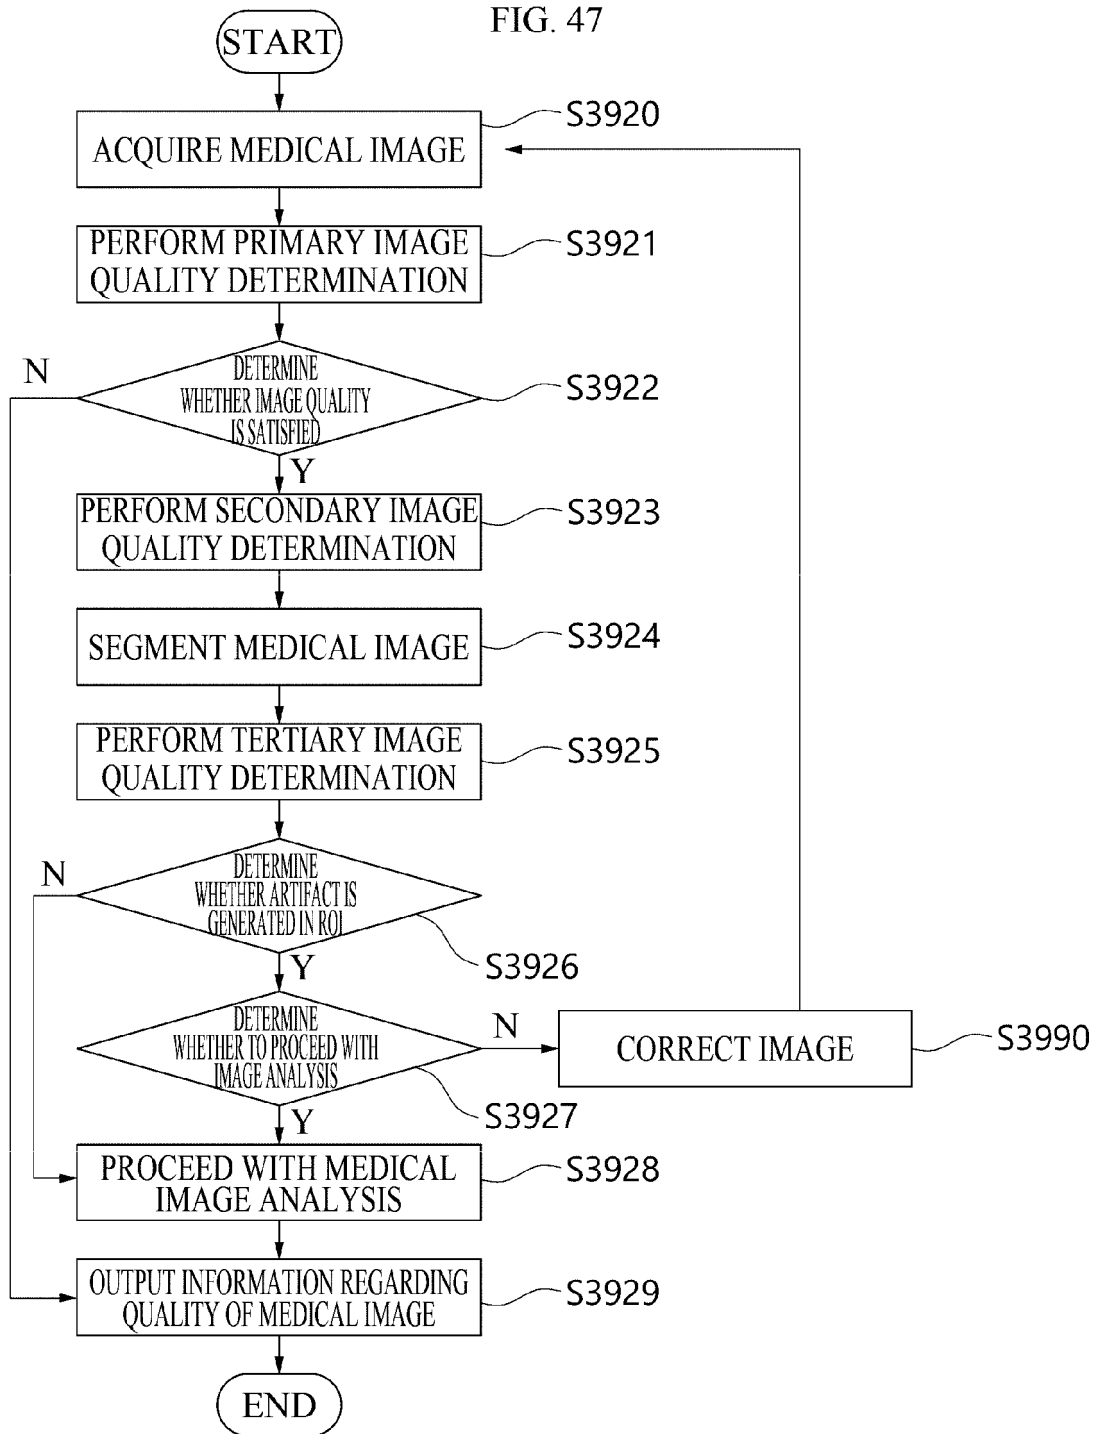 FIG. 47
START
S3920
ACQUIRE MEDICAL IMAGE
PERFORM PRIMARY IMAGE
QUALITY DETERMINATION
S3921
N
DETERMINE
WHETHER IMAGE QUALITY
IS SATISFIED
S3922
Y
PERFORM SECONDARY IMAGE
QUALITY DETERMINATION
S3923
SEGMENT MEDICAL IMAGE
S3924
PERFORM TERTIARY IMAGE
QUALITY DETERMINATION
S3925
N
DETERMINE
WHETHER ARTIFACT IS
GENERATED IN ROI
S3926
Y
DETERMINE
WHETHER TO PROCEED WITH
IMAGE ANALYSIS
N
CORRECT IMAGE
S3990
S3927
Y
PROCEED WITH MEDICAL
IMAGE ANALYSIS
S3928
OUTPUT INFORMATION REGARDING
QUALITY OF MEDICAL IMAGE
S3929
END